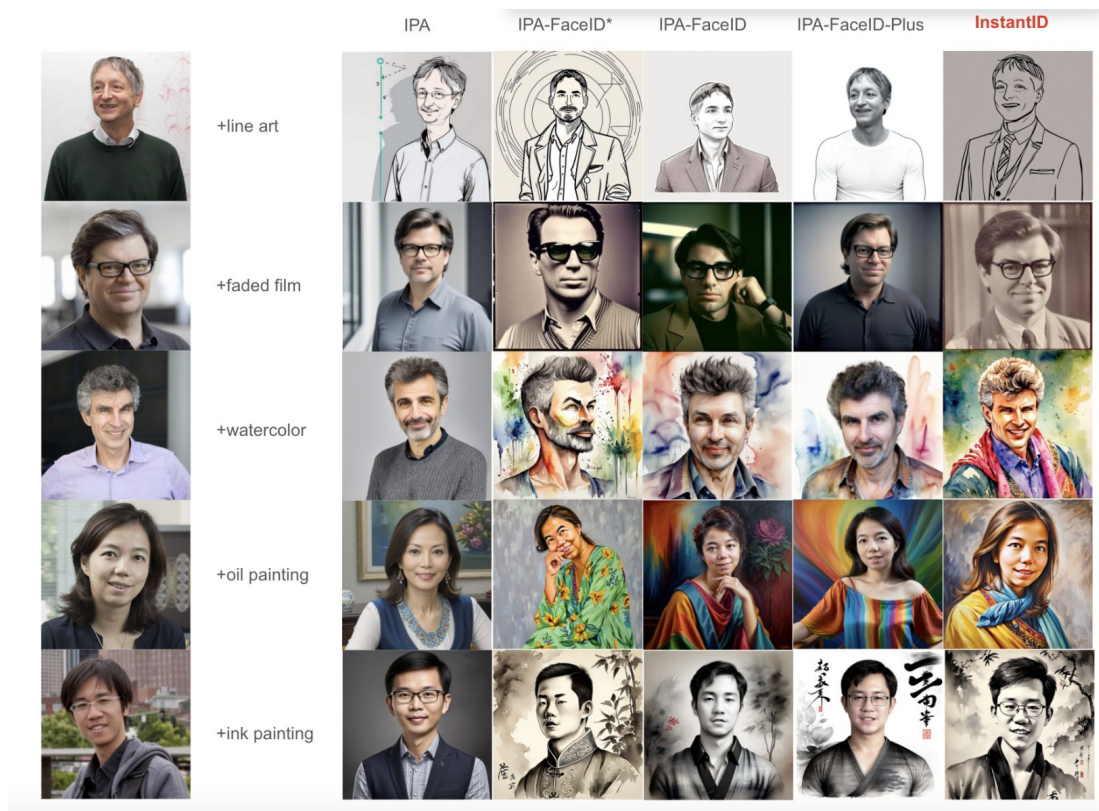 IPA IPA-FaceID* IPA-FaceID IPA-FaceID-Plus InstantID
+line art
+faded film
+watercolor
+oil painting
+ink painting